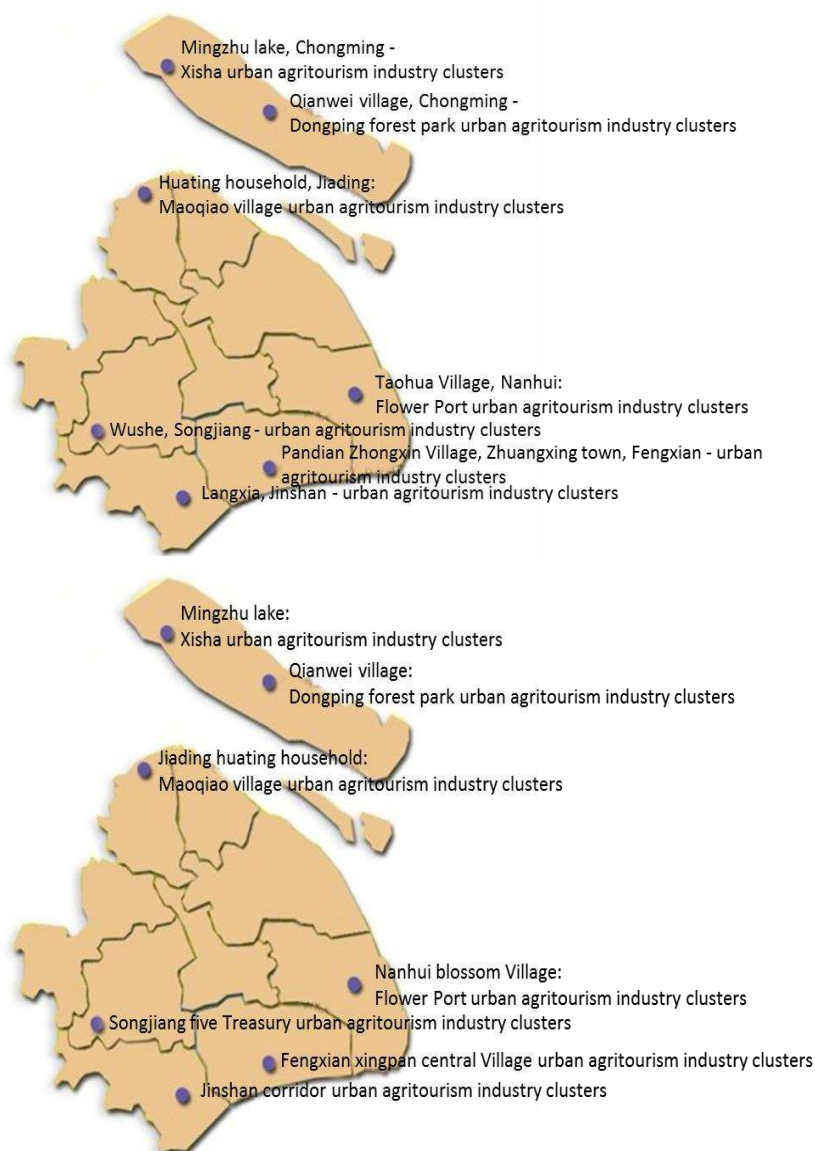 Mingzhu lake, Chongming -
Xisha urban agritourism industry clusters
Qianwei village, Chongming -
Dongping forest park urban agritourism industry clusters
Huating household, Jiading:
Maoqiao village urban agritourism industry clusters
Taohua Village, Nanhui:
Flower Port urban agritourism industry clusters
Wushe, Songjiang - urban agritourism industry clusters
Pandian Zhongxin Village, Zhuangxing town, Fengxian - urban
agritourism industry clusters
Langxia, Jinshan - urban agritourism industry clusters
Mingzhu lake:
Xisha urban agritourism industry clusters
Qianwei village:
Dongping forest park urban agritourism industry clusters
Jiading huating household:
Maoqiao village urban agritourism industry clusters
Nanhui blossom Village:
Flower Port urban agritourism industry clusters
Songjiang five Treasury urban agritourism industry clusters
Fengxian xingpan central Village urban agritourism industry clusters
Jinshan corridor urban agritourism industry clusters